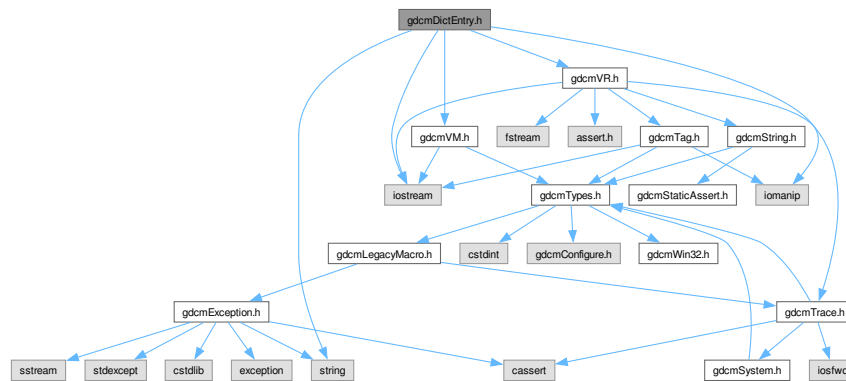 gdcmDictEntry.h
gdcmVR.h
gdcmVM.h
fstream
assert.h
gdcmTag.h
gdcmString.h
iostream
gdcmTypes.h
gdcmStaticAssert.h
iomanip
gdcmLegacyMacro.h
cstdint
gdcmConfigure.h
gdcmWin32.h
gdcmException.h
gdcmTrace.h
sstream
stdexcept
cstdlib
exception
string
cassert
gdcmSystem.h